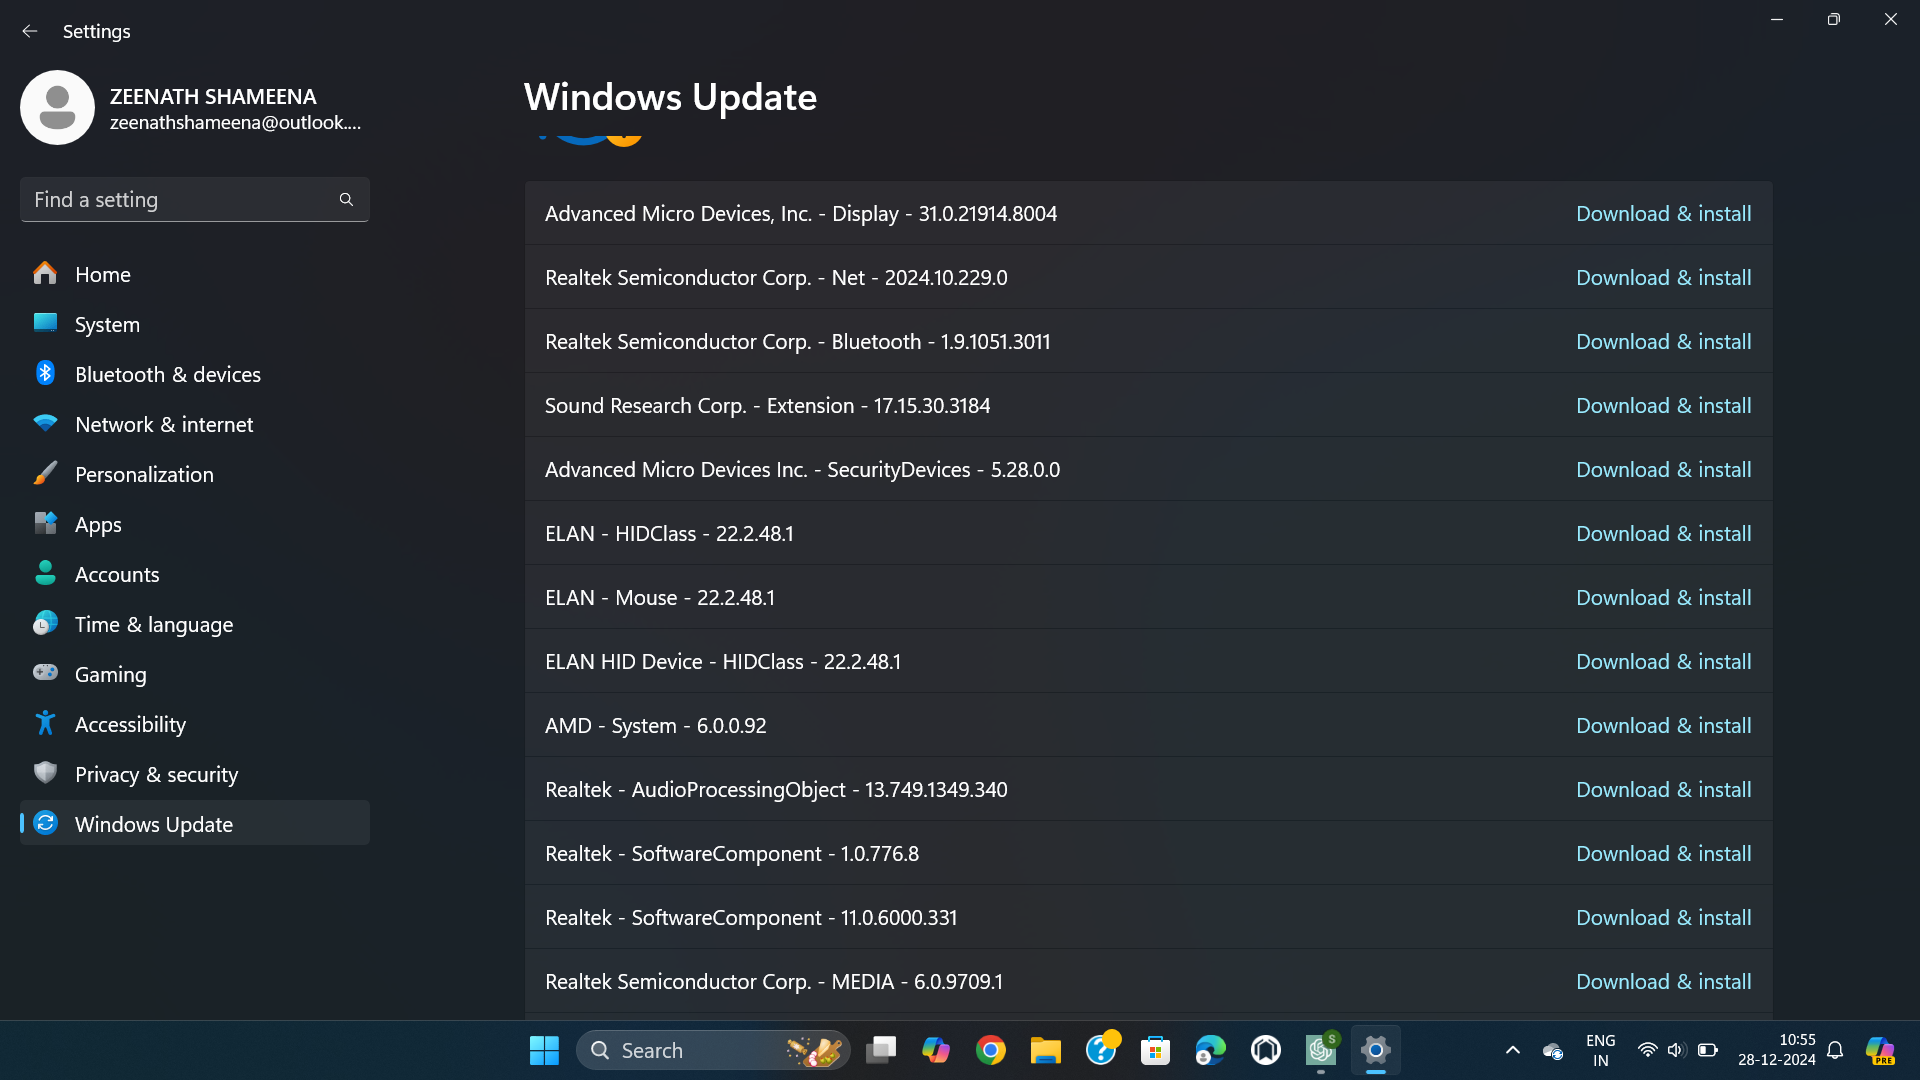 Settings
ZEENATH SHAMEENA
zeenathshameena@outlook....
Find a setting
Home
System
Bluetooth & devices
Network & internet
Personalization
Apps
Accounts
Time & language
Gaming
Accessibility
Privacy & security
Windows Update
Windows Update
Advanced Micro Devices, Inc. - Display - 31.0.21914.8004 Download & install
Realtek Semiconductor Corp. - Net - 2024.10.229.0 Download & install
Realtek Semiconductor Corp. - Bluetooth - 1.9.1051.3011 Download & install
Sound Research Corp. - Extension - 17.15.30.3184 Download & install
Advanced Micro Devices Inc. - SecurityDevices - 5.28.0.0 Download & install
ELAN - HIDClass - 22.2.48.1 Download & install
ELAN - Mouse - 22.2.48.1 Download & install
ELAN HID Device - HIDClass - 22.2.48.1 Download & install
AMD - System - 6.0.0.92 Download & install
Realtek - AudioProcessingObject - 13.749.1349.340 Download & install
Realtek - SoftwareComponent - 1.0.776.8 Download & install
Realtek - SoftwareComponent - 11.0.6000.331 Download & install
Realtek Semiconductor Corp. - MEDIA - 6.0.9709.1 Download & install
Search
S
ENG
IN
10:55
28-12-2024
PRE